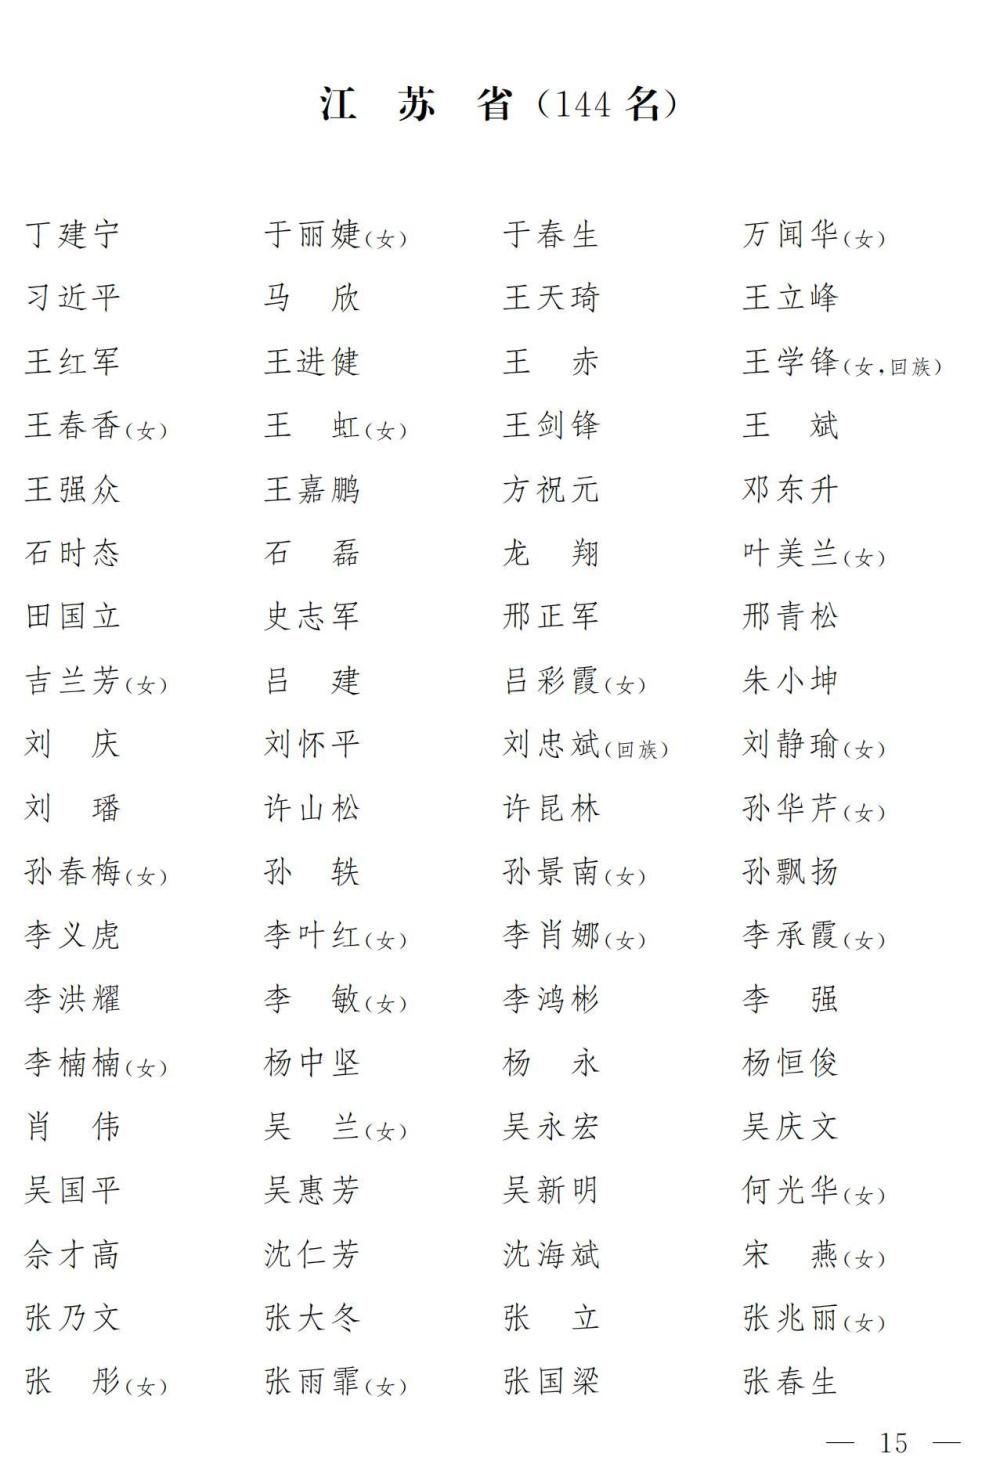 江　苏　省（144 名）
丁建宁　于丽婕（女）　于春生　万闻华（女）
习近平　马　欣　王天琦　王立峰
王红军　王进健　王　赤　王学锋（女，回族）
王春香（女）　王　虹（女）　王剑锋　王　斌
王强众　王嘉鹏　方祝元　邓东升
石时态　石　磊　龙　翔　叶美兰（女）
田国立　史志军　邢正军　邢青松
吉兰芳（女）　吕　建　吕彩霞（女）　朱小坤
刘　庆　刘怀平　刘忠斌（回族）　刘静瑜（女）
刘　璠　许山松　许昆林　孙华芹（女）
孙春梅（女）　孙　轶　孙景南（女）　孙飘扬
李义虎　李叶红（女）　李肖娜（女）　李承霞（女）
李洪耀　李　敏（女）　李鸿彬　李　强
李楠楠（女）　杨中坚　杨　永　杨恒俊
肖　伟　吴　兰（女）　吴永宏　吴庆文
吴国平　吴惠芳　吴新明　何光华（女）
佘才高　沈仁芳　沈海斌　宋　燕（女）
张乃文　张大冬　张　立　张兆丽（女）
张　彤（女）　张雨霏（女）　张国梁　张春生
— 15 —